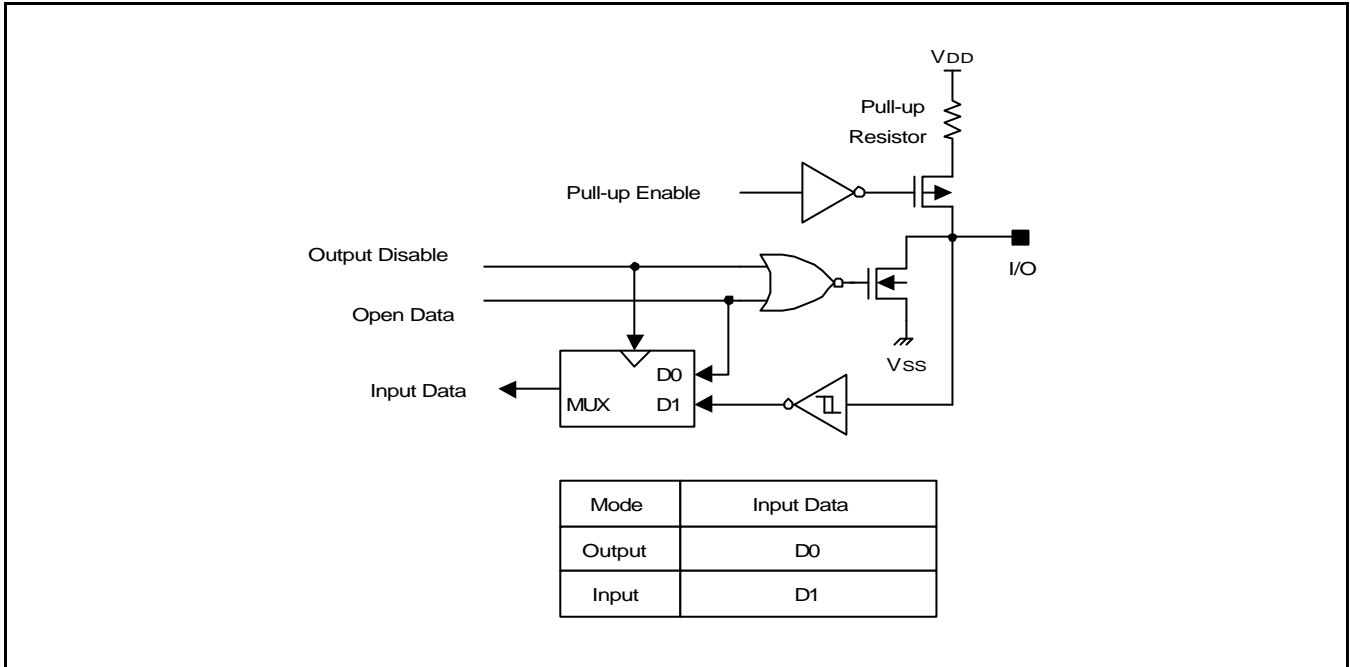 VDD
Pull-up
Resistor
Pull-up Enable
Output Disable
I/O
Open Data
VSS
D0
Input Data
MUX
D1
Mode Input Data
Output D0
Input D1